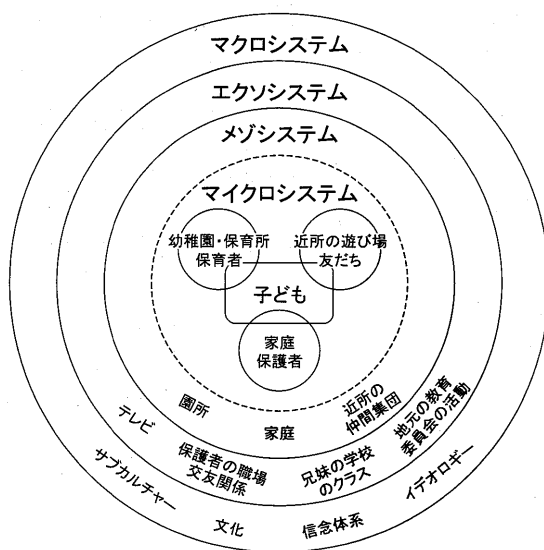 マクロシステム
エクソシステム
メゾシステム
マイクロシステム
幼稚園・保育所
保育者
近所の遊び場
友だち
子ども
家庭
保護者
園所
家庭
近所の
仲間集団
テレビ
保護者の職場
交友関係
兄妹の学校
のクラス
地元の教育
委員会の活動
サブカルチャー
文化
信念体系
イデオロギー